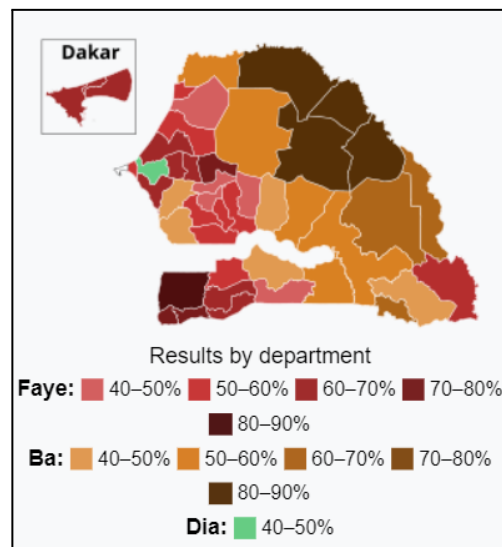 Dakar
Results by department
Faye: 40–50% 50–60% 60–70% 70–80%
80–90%
Ba: 40–50% 50–60% 60–70% 70–80%
80–90%
Dia: 40–50%